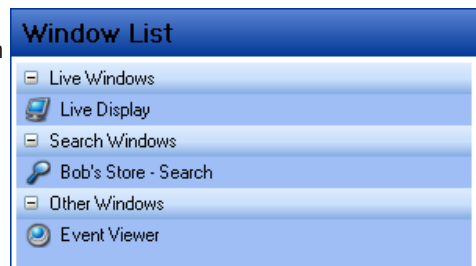 Window List
Live Windows
Live Display
Search Windows
Bob's Store - Search
Other Windows
Event Viewer